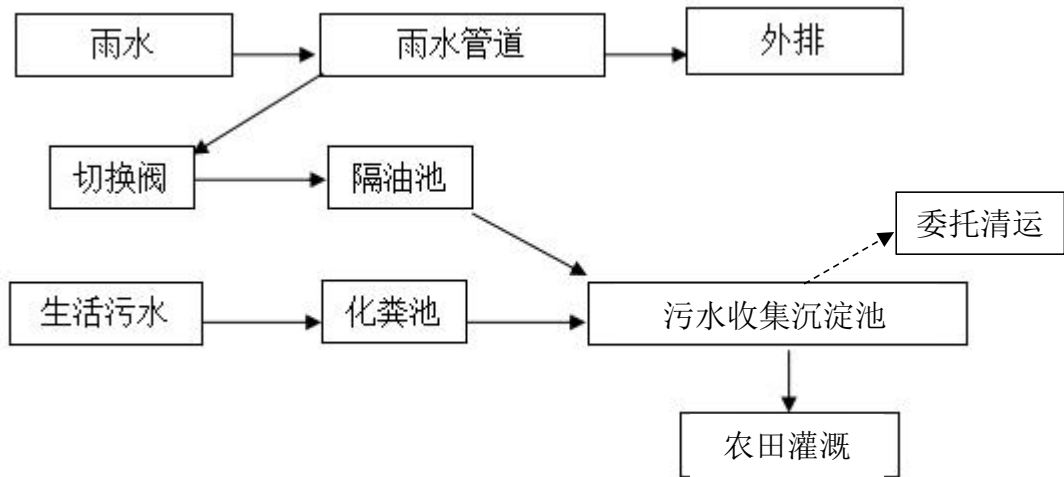 雨水
雨水管道
外排
切换阀
隔油池
委托清运
生活污水
化粪池
污水收集沉淀池
农田灌溉